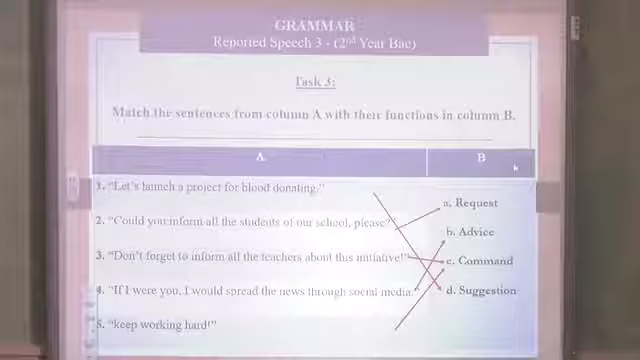 GRAMMAR
Reported Speech 3 - (2nd Year Bac)
Task 3:
Match the sentences from column A with their functions in column B.
A
B
1. "Let's launch a project for blood donating."
a. Request
2. "Could you inform all the students of our school, please?"
b. Advice
3. "Don't forget to inform all the teachers about this initiative!"
c. Command
4. "If I were you, I would spread the news through social media."
d. Suggestion
5. "keep working hard!"